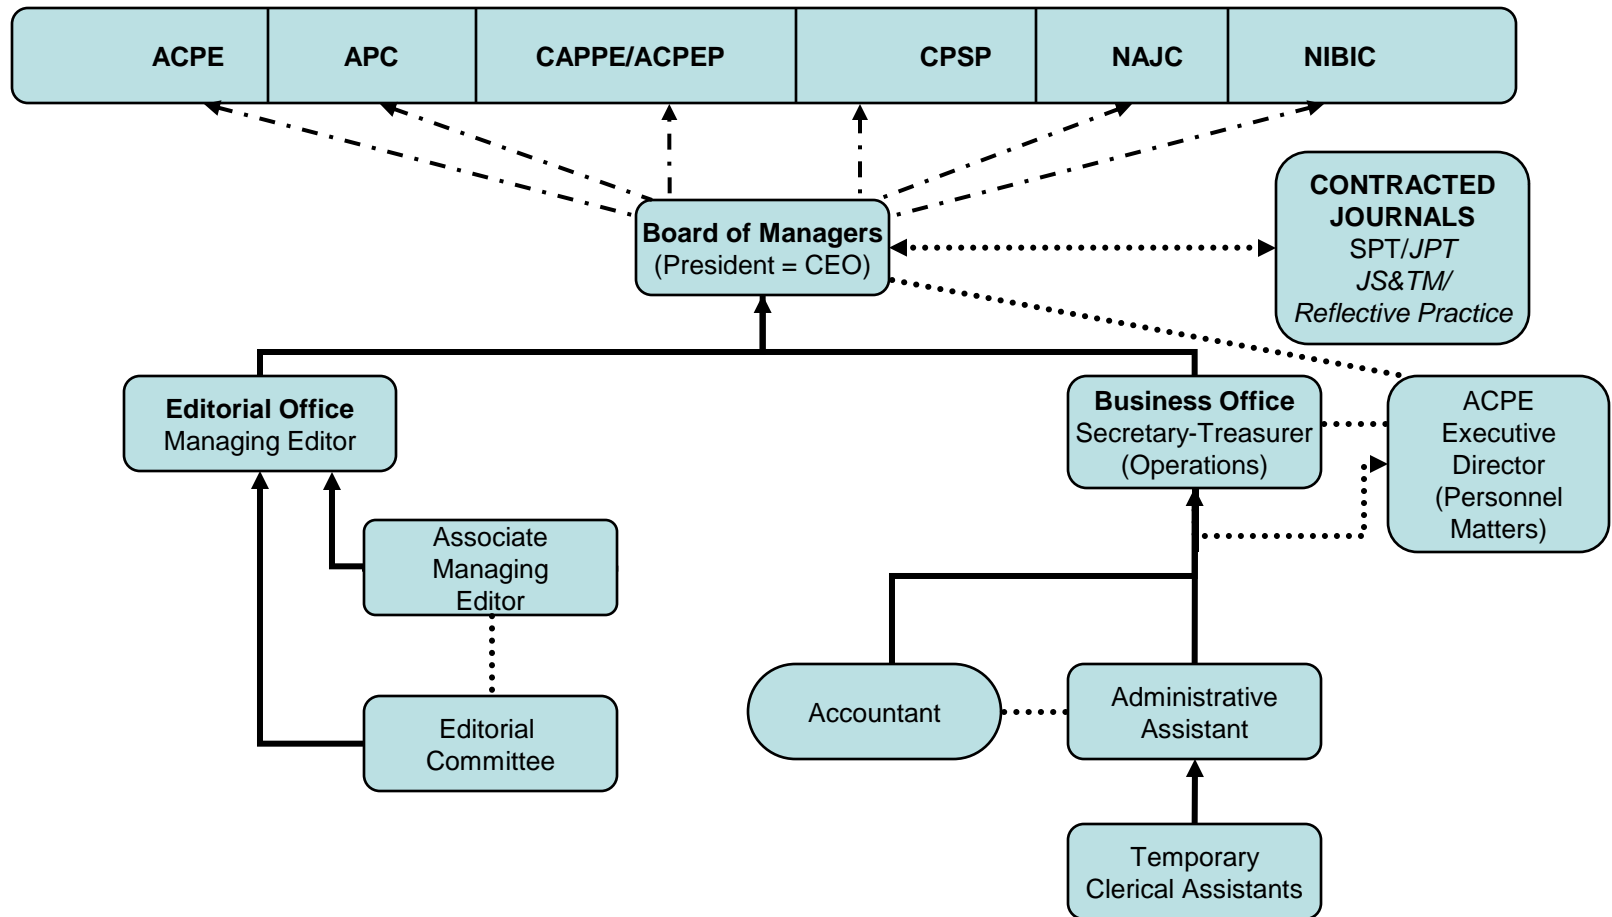 ACPE APC CAPPE/ACPEP CPSP NAJC NIBIC
CONTRACTED
JOURNALS
SPT/JPT
JS&TM/
Reflective Practice
Board of Managers
(President = CEO)
Editorial Office
Managing Editor
Business Office
Secretary-Treasurer
(Operations)
ACPE
Executive
Director
(Personnel
Matters)
Associate
Managing
Editor
Editorial
Committee
Accountant
Administrative
Assistant
Temporary
Clerical Assistants